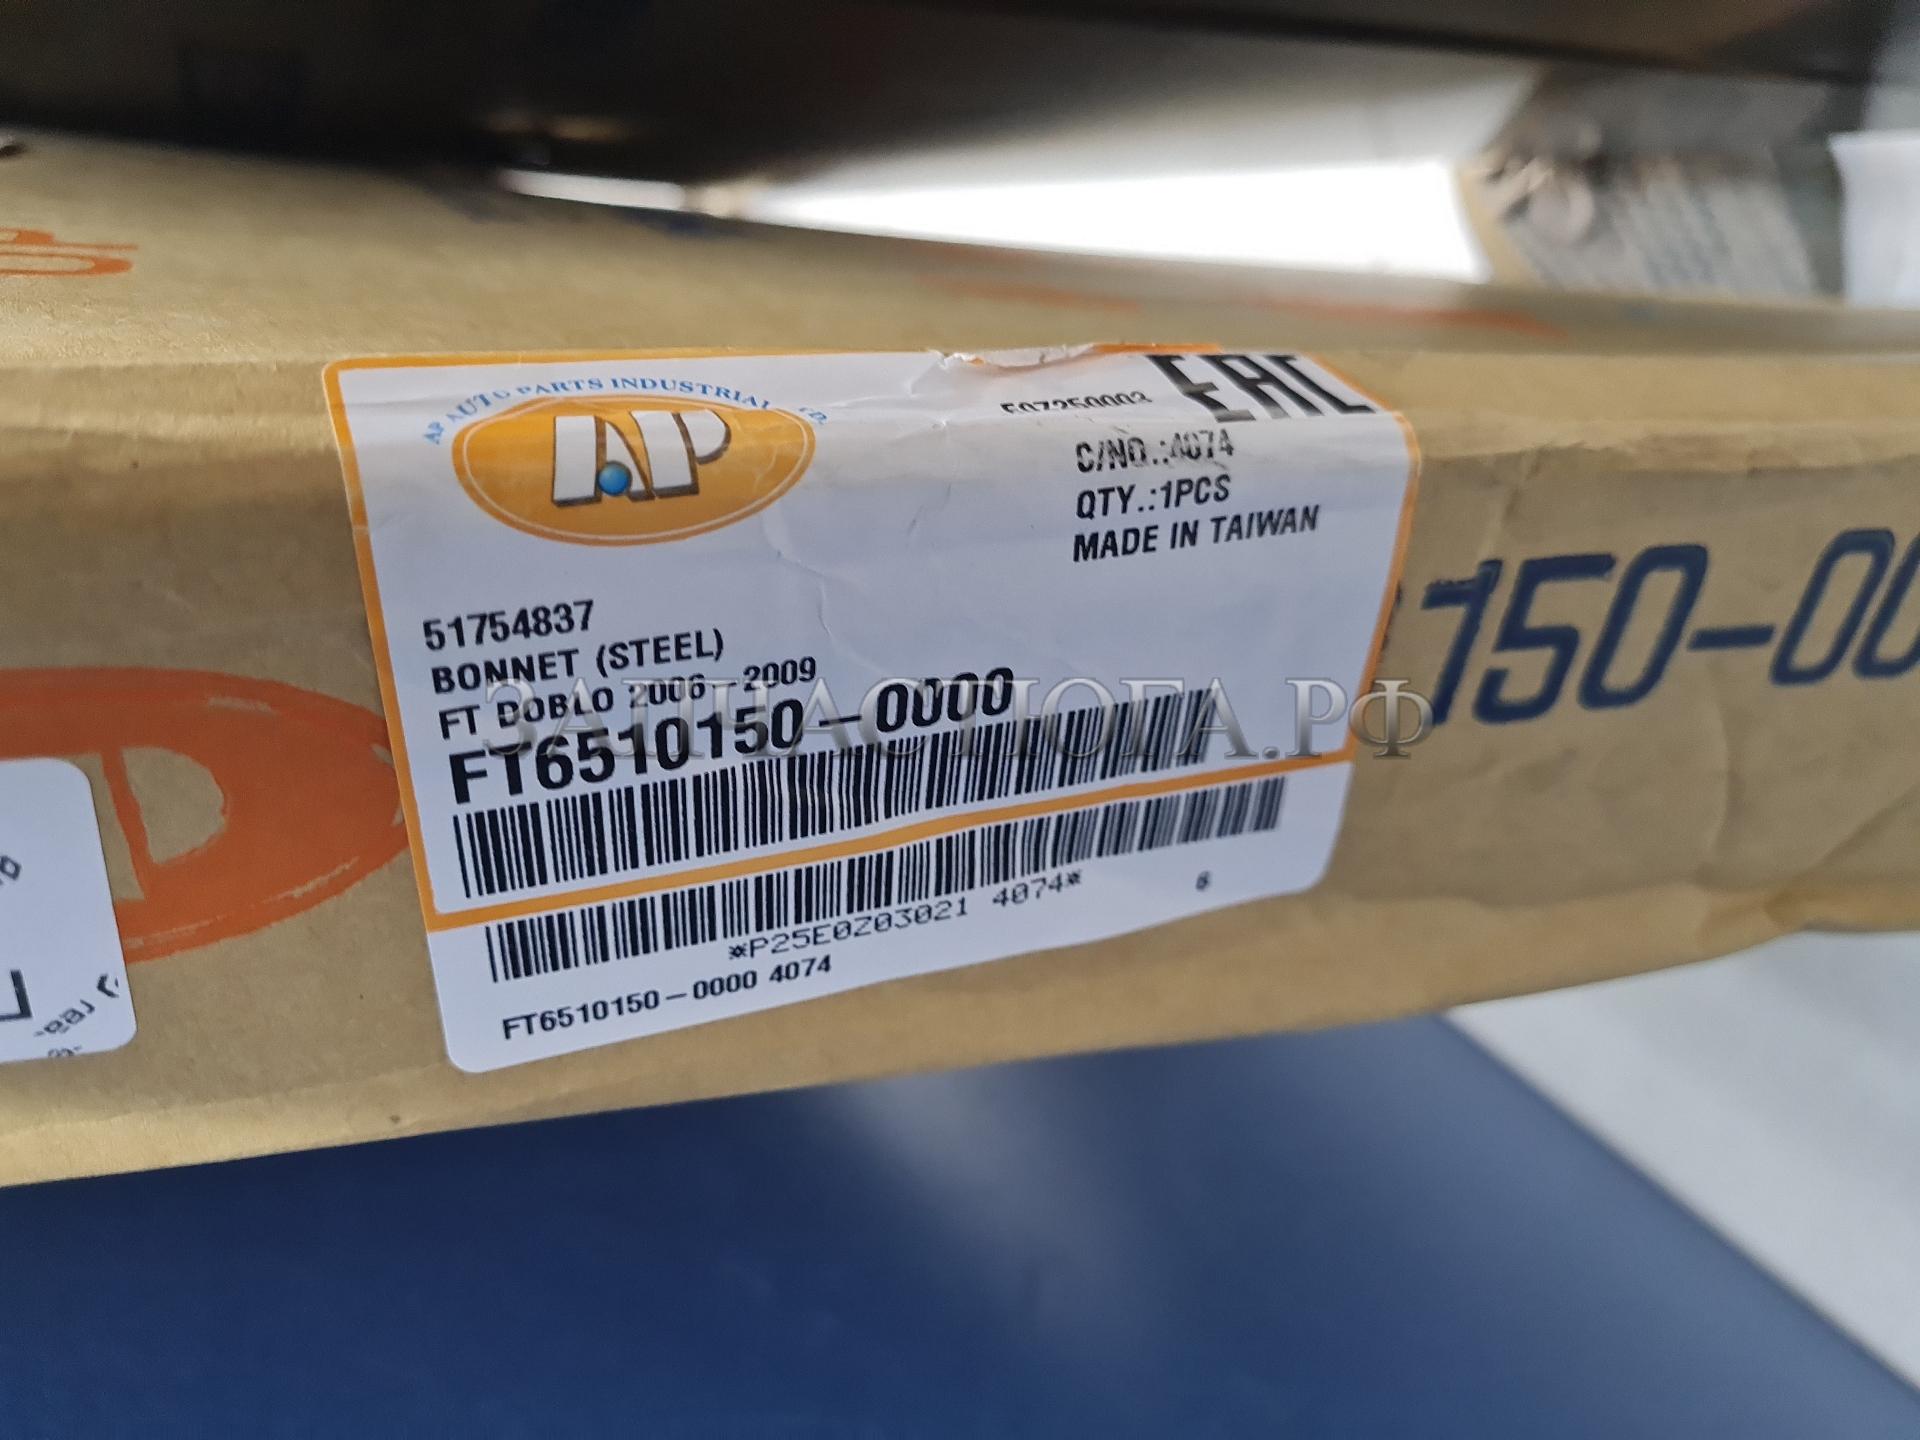 AP AUTO PARTS INDUSTRIAL
AP
EAC
C/NO.:4074
QTY.:1PCS
MADE IN TAIWAN
51754837
BONNET (STEEL)
FT DOBLO 2006-2009
FT6510150-0000
*P25E0Z03021 4074*
6
FT6510150-0000 4074
150-00
ЗАПЧАСТЮГА.РФ